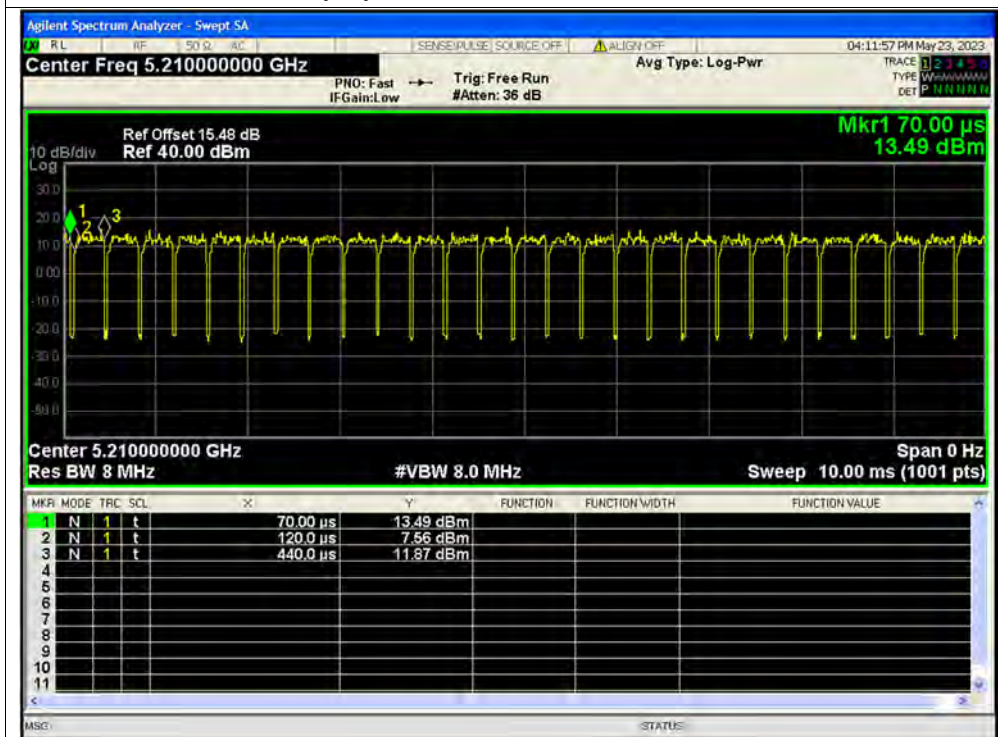 Agilent Spectrum Analyzer - Swept SA
RL RF 50 Ω AC SENSE:PULSE SOURCE OFF ALIGN OFF 04:11:57 PM May 23, 2023
Center Freq 5.210000000 GHz
PNO: Fast
IFGain:Low
Trig: Free Run
#Atten: 36 dB
Avg Type: Log-Pwr
TRACE 1 2 3 4 5 6
TYPE W
DET P N N N N N
Mkr1 70.00 µs
13.49 dBm
Ref Offset 15.48 dB
10 dB/div Ref 40.00 dBm
Log
30.0
20.0
10.0
0.00
-10.0
-20.0
-30.0
-40.0
-50.0
1
2
3
Center 5.210000000 GHz Span 0 Hz
Res BW 8 MHz #VBW 8.0 MHz Sweep 10.00 ms (1001 pts)
MKR MODE TRC SCL X Y FUNCTION FUNCTION WIDTH FUNCTION VALUE
1 N 1 t 70.00 µs 13.49 dBm
2 N 1 t 120.0 µs 7.56 dBm
3 N 1 t 440.0 µs 11.87 dBm
4
5
6
7
8
9
10
11
MSG STATUS